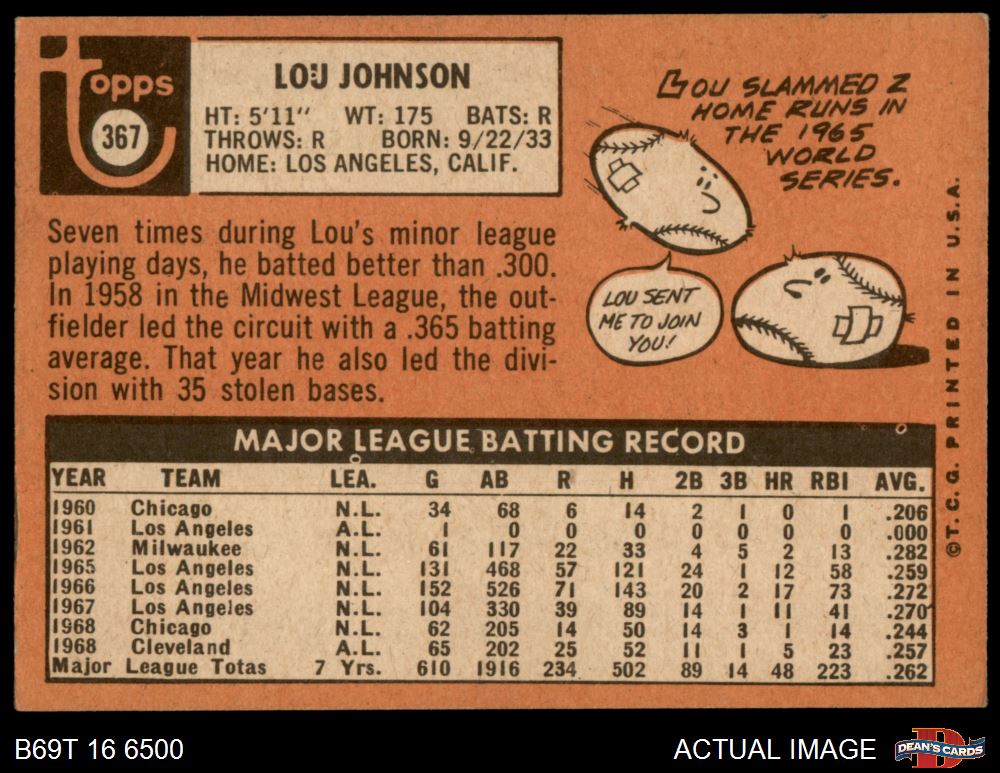 topps
367
LOU JOHNSON
HT: 5'11" WT: 175 BATS: R
THROWS: R BORN: 9/22/33
HOME: LOS ANGELES, CALIF.
LOU SLAMMED 2
HOME RUNS IN
THE 1965
WORLD
SERIES.
LOU SENT
ME TO JOIN
YOU!
Seven times during Lou's minor league
playing days, he batted better than .300.
In 1958 in the Midwest League, the out-
fielder led the circuit with a .365 batting
average. That year he also led the divi-
sion with 35 stolen bases.
MAJOR LEAGUE BATTING RECORD
YEAR TEAM LEA. G AB R H 2B 3B HR RBI AVG.
1960 Chicago N.L. 34 68 6 14 2 1 0 1 .206
1961 Los Angeles A.L. 1 0 0 0 0 0 0 0 .000
1962 Milwaukee N.L. 61 117 22 33 4 5 2 13 .282
1965 Los Angeles N.L. 131 468 57 121 24 1 12 58 .259
1966 Los Angeles N.L. 152 526 71 143 20 2 17 73 .272
1967 Los Angeles N.L. 104 330 39 89 14 1 11 41 .270
1968 Chicago N.L. 62 205 14 50 14 3 1 14 .244
1968 Cleveland A.L. 65 202 25 52 11 1 5 23 .257
Major League Totas 7 Yrs. 610 1916 234 502 89 14 48 223 .262
©T.C.G. PRINTED IN U.S.A.
B69T 16 6500
ACTUAL IMAGE
D
DEAN'S CARDS